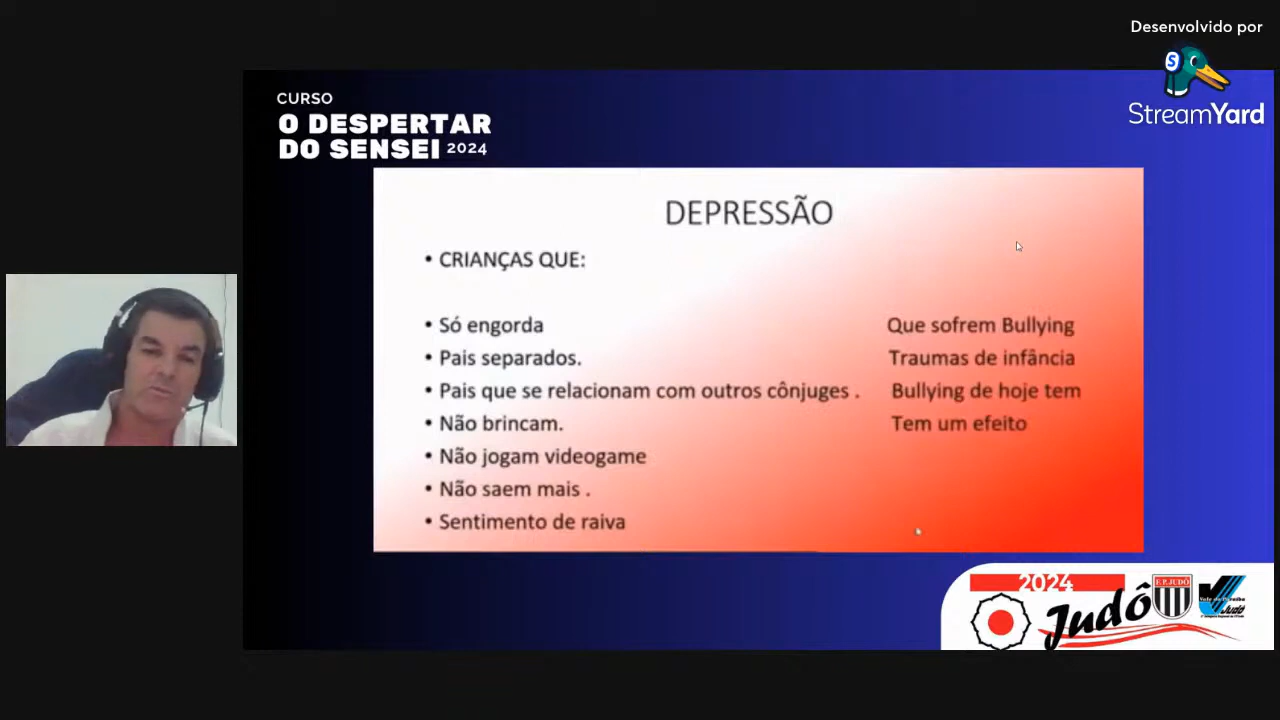 Desenvolvido por
StreamYard
CURSO
O DESPERTAR
DO SENSEI 2024
DEPRESSÃO
• CRIANÇAS QUE:
• Só engorda
• Pais separados.
• Pais que se relacionam com outros cônjuges .
• Não brincam.
• Não jogam videogame
• Não saem mais .
• Sentimento de raiva
Que sofrem Bullying
Traumas de infância
Bullying de hoje tem
Tem um efeito
2024
Judô
F.P.JUDÔ
Judô